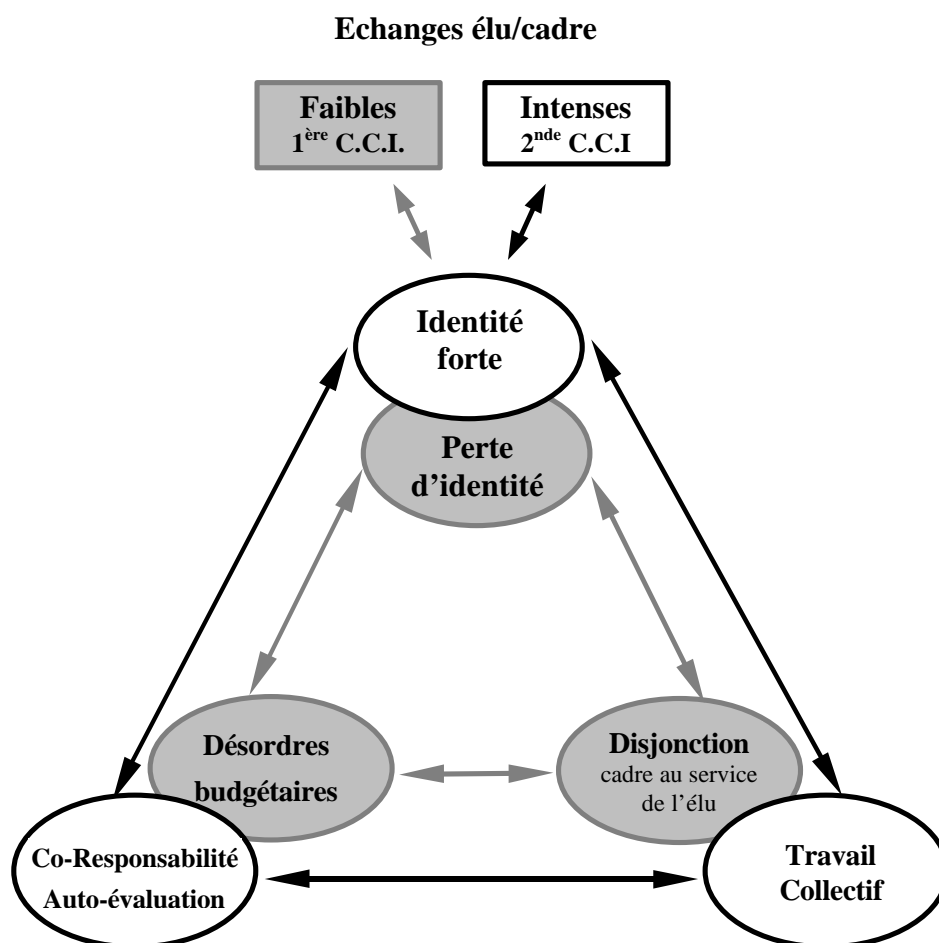 Echanges élu/cadre
Faibles
1ère C.C.I.
Intenses
2nde C.C.I
Identité
forte
Perte
d’identité
Désordres
budgétaires
Disjonction
cadre au service
de l’élu
Co-Responsabilité
Auto-évaluation
Travail
Collectif